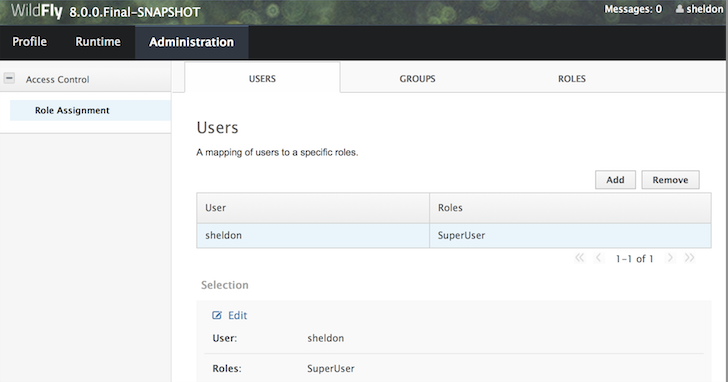 WildFly 8.0.0.Final-SNAPSHOT
Messages: 0 sheldon
Profile Runtime Administration
Access Control
Role Assignment
USERS GROUPS ROLES
Users
A mapping of users to a specific roles.
Add Remove
User Roles
sheldon SuperUser
1-1 of 1
Selection
Edit
User: sheldon
Roles: SuperUser